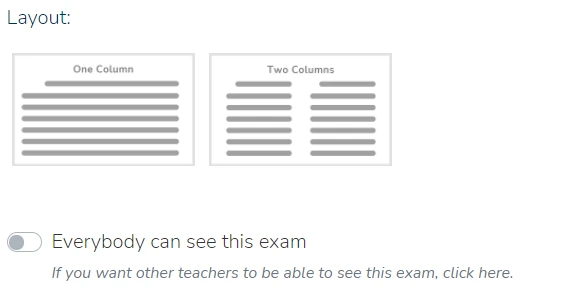 Layout:
One Column
Two Columns
Everybody can see this exam
If you want other teachers to be able to see this exam, click here.